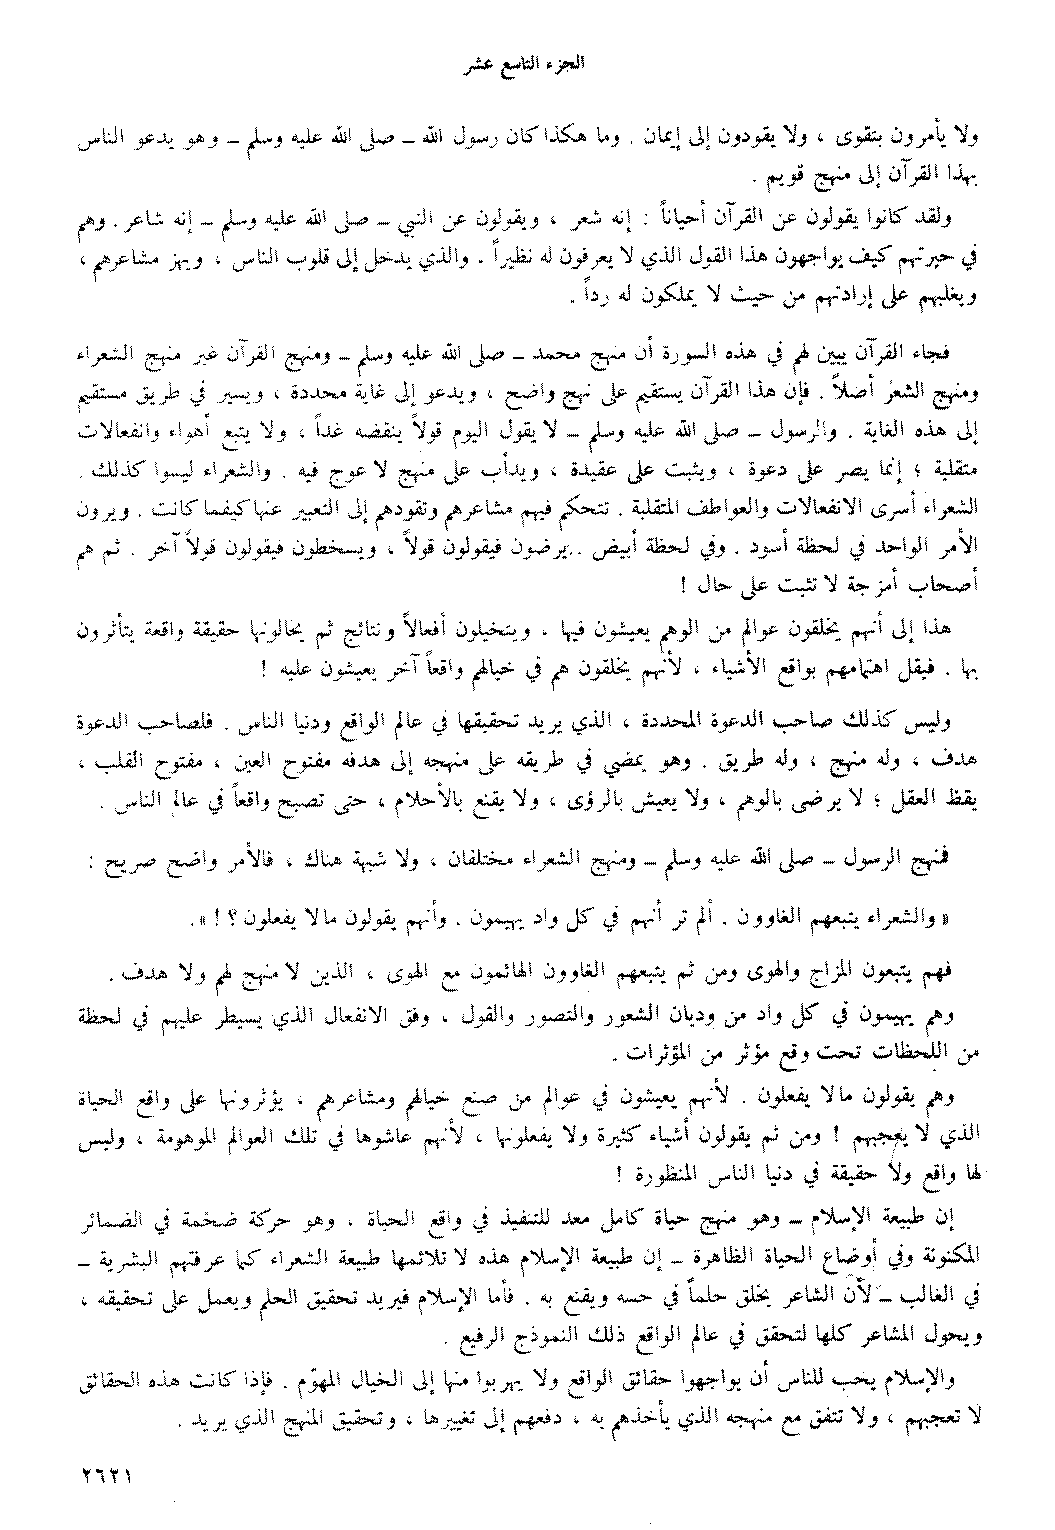 الجزء التاسع عشر
ولا يأمرون بتقوى ، ولا يقودون إلى إيمان . وما هكذا كان رسول الله – صلى الله عليه وسلم – وهو يدعو الناس
بهذا القرآن إلى منهج قويم .
ولقد كانوا يقولون عن القرآن أحياناً : إنه شعر ، ويقولون عن النبي – صلى الله عليه وسلم – إنه شاعر . وهم
في حيرتهم كيف يواجهون هذا القول الذي لا يعرفون له نظيراً . والذي يدخل إلى قلوب الناس ، ويهز مشاعرهم ،
ويغلبهم على إرادتهم من حيث لا يملكون له رداً .
فجاء القرآن يبين لهم في هذه السورة أن منهج محمد – صلى الله عليه وسلم – ومنهج القرآن غير منهج الشعراء
ومنهج الشعر أصلاً . فإن هذا القرآن يستقيم على نهج واضح ، ويدعو إلى غاية محددة ، ويسير في طريق مستقيم
إلى هذه الغاية . والرسول – صلى الله عليه وسلم – لا يقول اليوم قولاً ينقضه غداً ، ولا يتبع أهواء وانفعالات
متقلبة ؛ إنما يصر على دعوة ، ويثبت على عقيدة ، ويدأب على منهج لا عوج فيه . والشعراء ليسوا كذلك .
الشعراء أسرى الانفعالات والعواطف المتقلبة . تتحكم فيهم مشاعرهم وتقودهم إلى التعبير عنها كيفما كانت . ويرون
الأمر الواحد في لحظة أسود . وفي لحظة أبيض .. يرضون فيقولون قولاً ، ويسخطون فيقولون قولاً آخر . ثم هم
أصحاب أمزجة لا تثبت على حال !
هذا إلى أنهم يخلقون عوالم من الوهم يعيشون فيها ، ويتخيلون أفعالاً ونتائج ثم يخالونها حقيقة واقعة يتأثرون
بها . فيقل اهتمامهم بواقع الأشياء ، لأنهم يخلقون هم في خيالهم واقعاً آخر يعيشون عليه !
وليس كذلك صاحب الدعوة المحددة ، الذي يريد تحقيقها في عالم الواقع ودنيا الناس . فلصاحب الدعوة
هدف ، وله منهج ، وله طريق . وهو يمضي في طريقه على منهجه إلى هدفه مفتوح العين ، مفتوح القلب ،
يقظ العقل ؛ لا يرضى بالوهم ، ولا يعيش بالرؤى ، ولا يقنع بالأحلام ، حتى تصبح واقعاً في عالم الناس .
فمنهج الرسول – صلى الله عليه وسلم – ومنهج الشعراء مختلفان ، ولا شبهة هناك ، فالأمر واضح صريح :
« والشعراء يتبعهم الغاوون . ألم تر أنهم في كل واد يهيمون . وأنهم يقولون مالا يفعلون ؟ ! » .
فهم يتبعون المزاج والهوى ومن ثم يتبعهم الغاوون الهائمون مع الهوى ، الذين لا منهج لهم ولا هدف .
وهم يهيمون في كل واد من وديان الشعور والتصور والقول ، وفق الانفعال الذي يسيطر عليهم في لحظة
من اللحظات تحت وقع مؤثر من المؤثرات .
وهم يقولون مالا يفعلون . لأنهم يعيشون في عوالم من صنع خيالهم ومشاعرهم ، يؤثرونها على واقع الحياة
الذي لا يعجبهم ! ومن ثم يقولون أشياء كثيرة ولا يفعلونها ، لأنهم عاشوها في تلك العوالم الموهومة ، وليس
لها واقع ولا حقيقة في دنيا الناس المنظورة !
إن طبيعة الإسلام – وهو منهج حياة كامل معد للتنفيذ في واقع الحياة ، وهو حركة ضخمة في الضمائر
المكنونة وفي أوضاع الحياة الظاهرة – إن طبيعة الإسلام هذه لا تلائمها طبيعة الشعراء كما عرفتهم البشرية –
في الغالب – لأن الشاعر يخلق حلماً في حسه ويقنع به . فأما الإسلام فيريد تحقيق الحلم ويعمل على تحقيقه ،
ويحول المشاعر كلها لتحقق في عالم الواقع ذلك النموذج الرفيع .
والإسلام يحب للناس أن يواجهوا حقائق الواقع ولا يهربوا منها إلى الخيال المهوّم . فإذا كانت هذه الحقائق
لا تعجبهم ، ولا تتفق مع منهجه الذي يأخذهم به ، دفعهم إلى تغييرها ، وتحقيق المنهج الذي يريد .
٢٦٢١